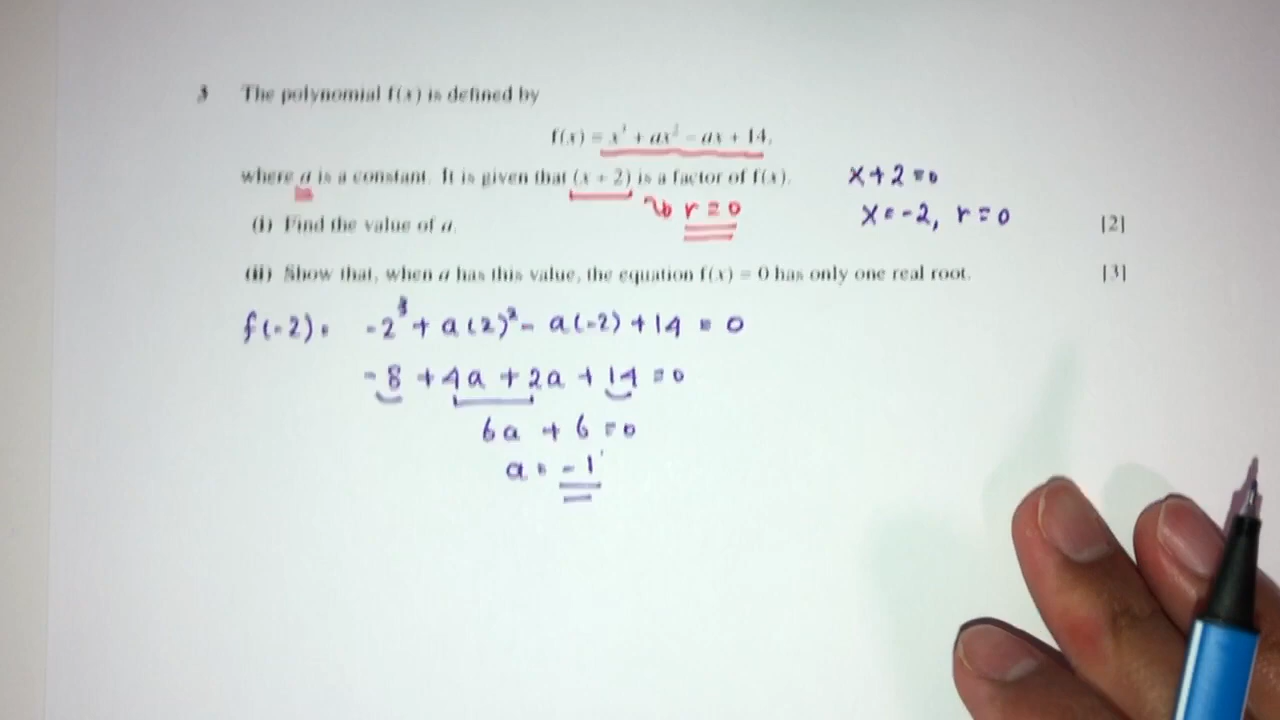 3 The polynomial f(x) is defined by
f(x) = x³ + ax² − ax + 14,
where a is a constant. It is given that (x + 2) is a factor of f(x).
x + 2 = 0
r = 0
x = -2, r = 0
(i) Find the value of a. [2]
(ii) Show that, when a has this value, the equation f(x) = 0 has only one real root. [3]
f(-2) = -2³ + a(2)² - a(-2) + 14 = 0
-8 + 4a + 2a + 14 = 0
6a + 6 = 0
a = -1